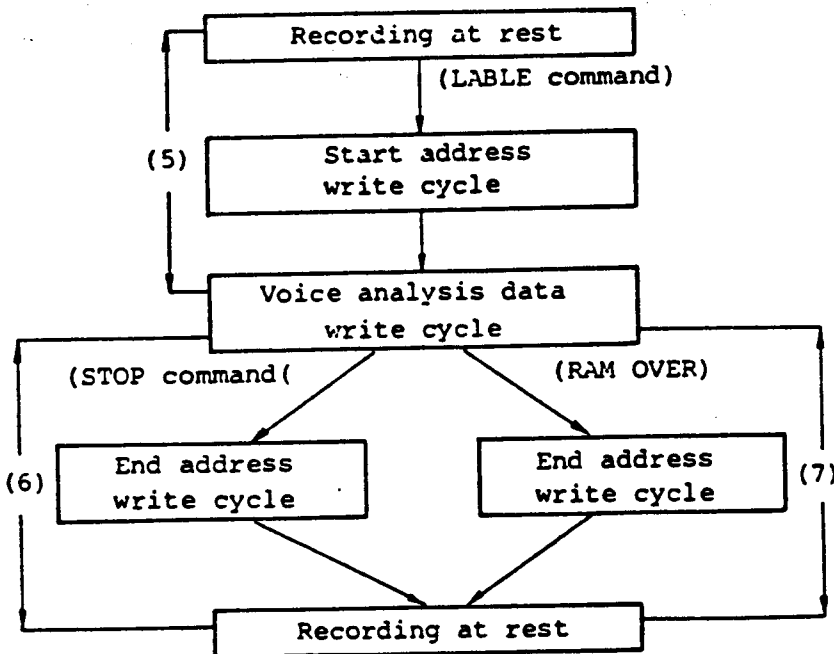 Recording at rest
(LABLE command)
(5)
Start address
write cycle
Voice analysis data
write cycle
(STOP command(
(RAM OVER)
(6)
End address
write cycle
End address
write cycle
(7)
Recording at rest